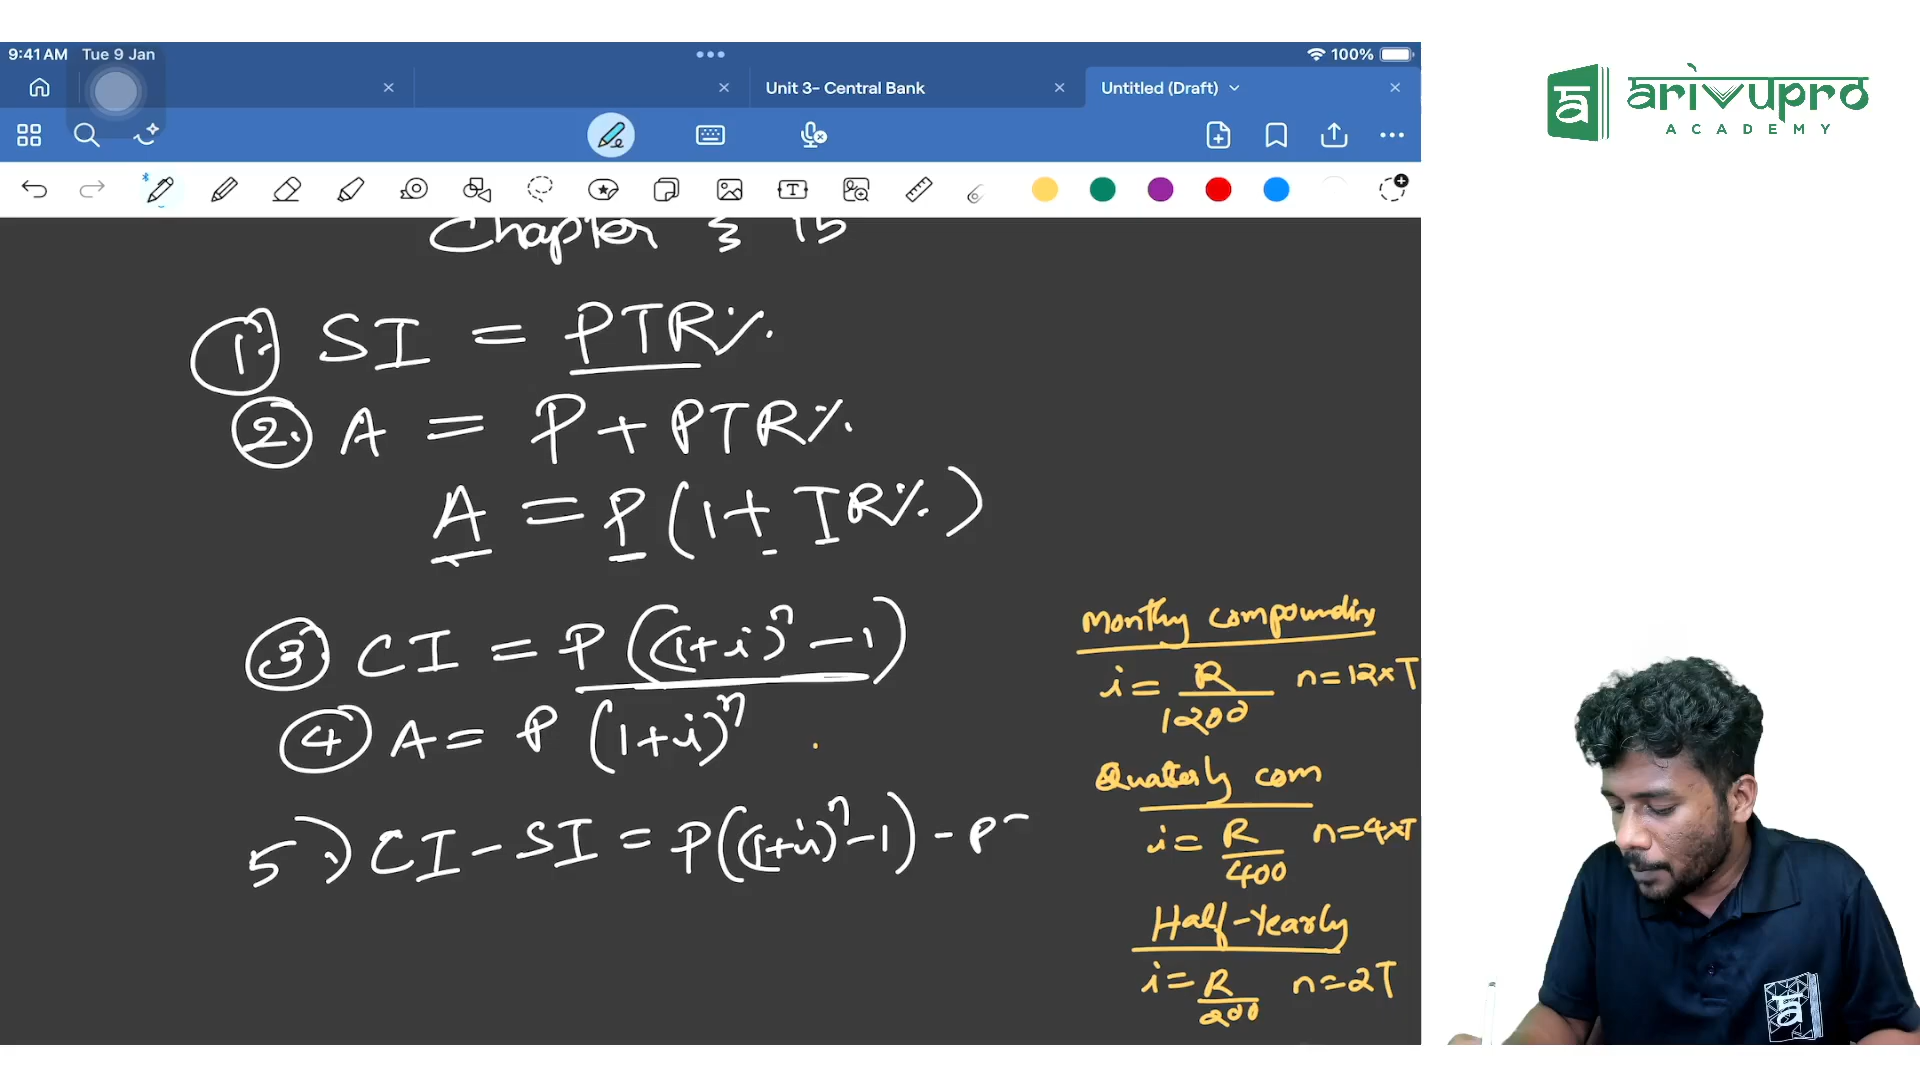 9:41 AM Tue 9 Jan
100%
Unit 3- Central Bank
Untitled (Draft)
arivupro
ACADEMY
Chapter 3 15
1. SI = PTR%
2. A = P + PTR%
A = P (1 + TR%)
3. CI = P ((1+i)^n - 1)
4 A = P (1+i)^n
5.) CI - SI = P((1+i)^n - 1) - P
Monthy compounding
i = R/1200 n = 12×T
Quaterly com
i = R/400 n = 4×T
Half-Yearly
i = R/200 n = 2T